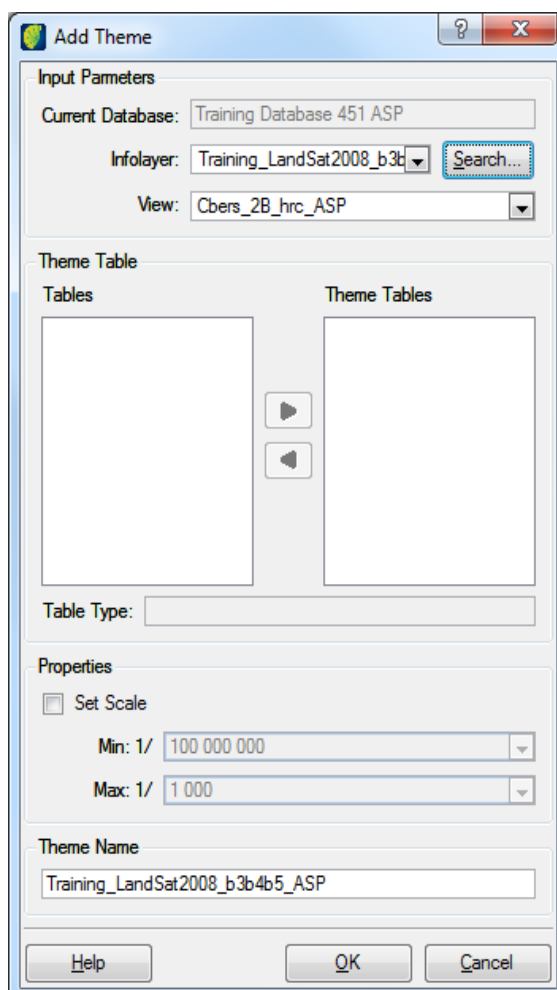 Add Theme
Input Parmeters
Current Database: Training Database 451 ASP
Infolayer: Training_LandSat2008_b3b Search...
View: Cbers_2B_hrc_ASP
Theme Table
Tables Theme Tables
Table Type:
Properties
Set Scale
Min: 1/ 100 000 000
Max: 1/ 1 000
Theme Name
Training_LandSat2008_b3b4b5_ASP
Help OK Cancel